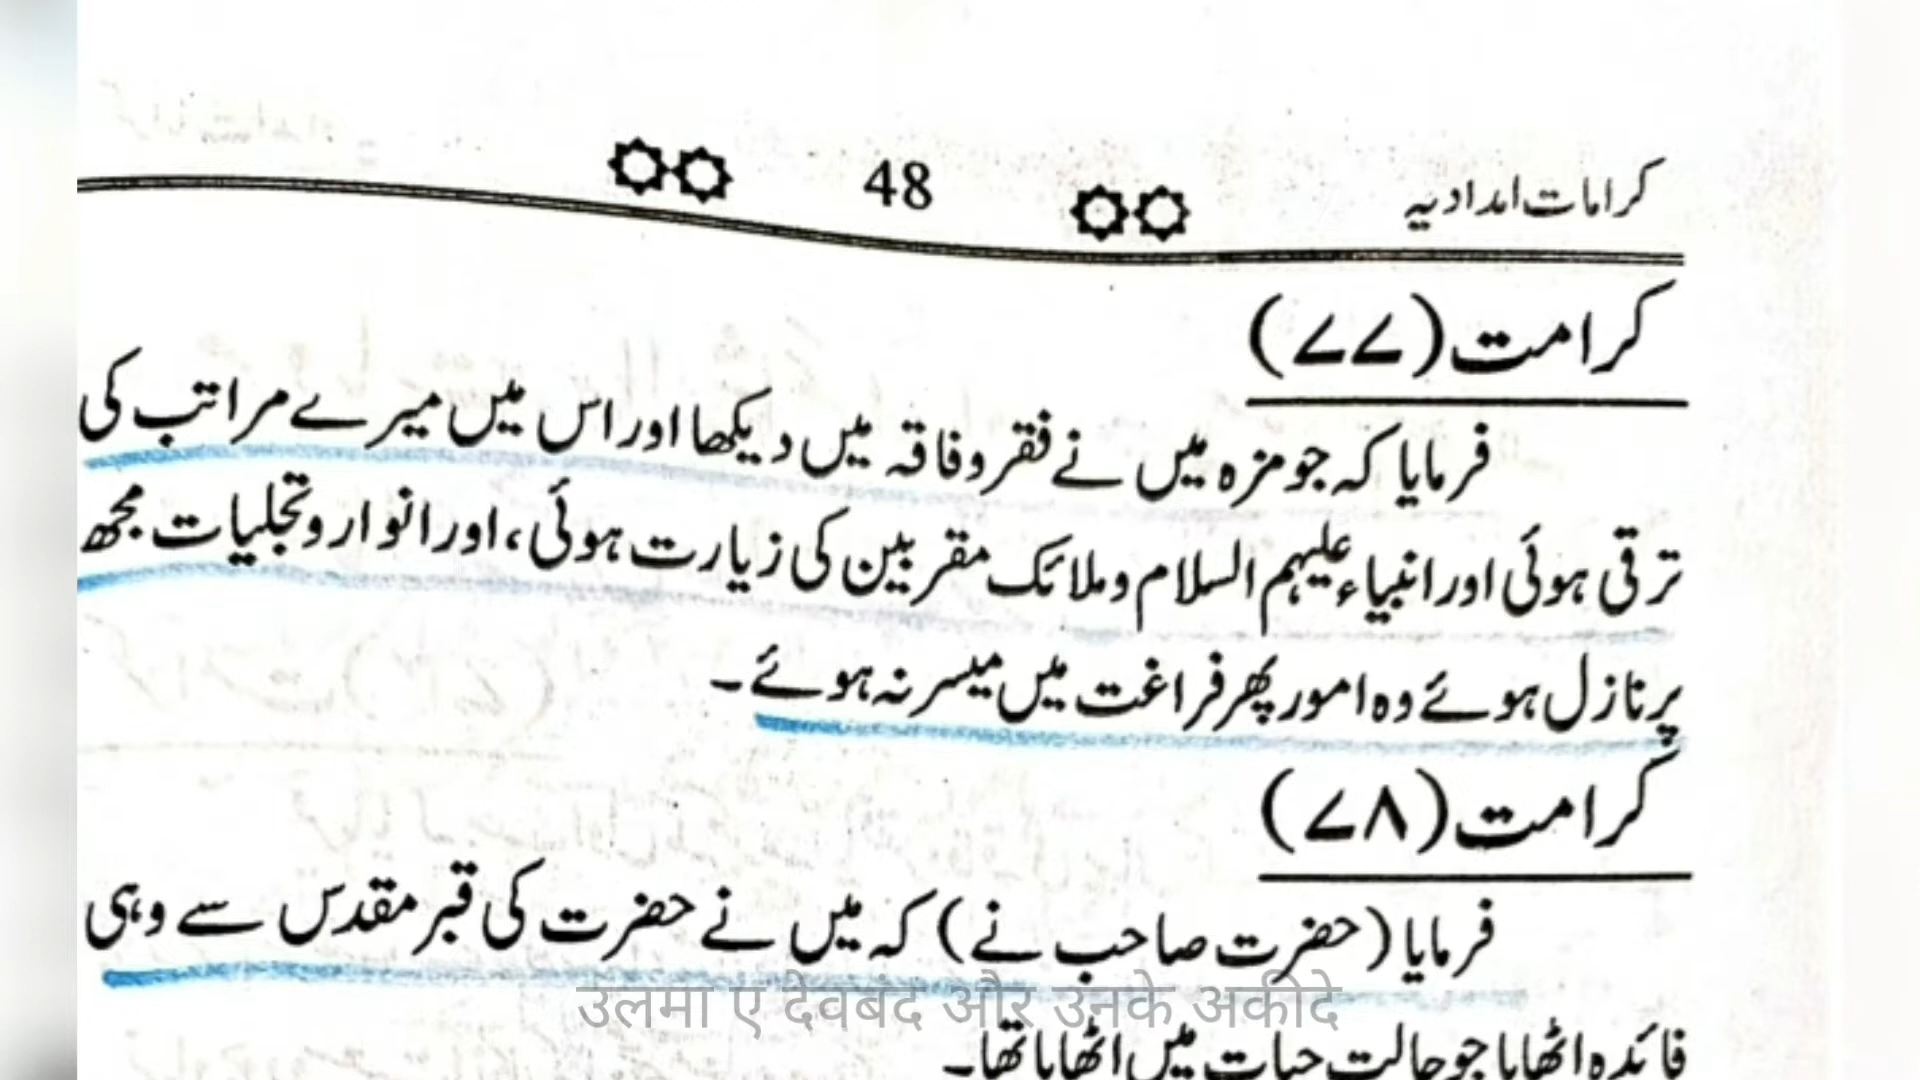 کرامات امدادیہ 48
کرامت (۷۷)
فرمایا کہ جو مزہ میں نے فقر و فاقہ میں دیکھا اور اس میں میرے مراتب کی
ترقی ہوئی اور انبیاء علیہم السلام و ملائک مقربین کی زیارت ہوئی، اور انوار و تجلیات مجھ
پر نازل ہوئے وہ امور پھر فراغت میں میسر نہ ہوئے۔
کرامت (۷۸)
فرمایا (حضرت صاحب نے) کہ میں نے حضرت کی قبر مقدس سے وہی
उलमा ए देवबंद और उनके अकीदे
فائدہ اٹھایا جو حالت حیات میں اٹھایا تھا۔